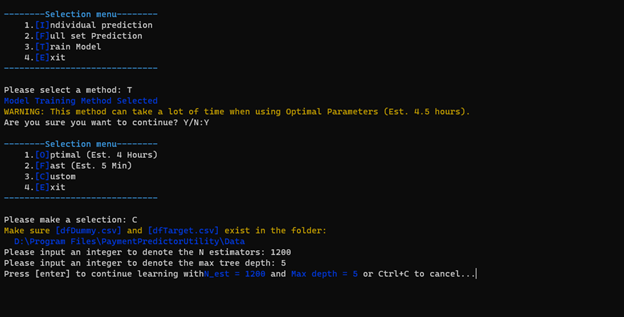 --------Selection menu--------
1.[I]ndividual prediction
2.[F]ull set Prediction
3.[T]rain Model
4.[E]xit
------------------------------
Please select a method: T
Model Training Method Selected
WARNING: This method can take a lot of time when using Optimal Parameters (Est. 4.5 hours).
Are you sure you want to continue? Y/N:Y
--------Selection menu--------
1.[O]ptimal (Est. 4 Hours)
2.[F]ast (Est. 5 Min)
3.[C]ustom
4.[E]xit
------------------------------
Please make a selection: C
Make sure [dfDummy.csv] and [dfTarget.csv] exist in the folder:
D:\Program Files\PaymentPredictorUtility\Data
Please input an integer to denote the N estimators: 1200
Please input an integer to denote the max tree depth: 5
Press [enter] to continue learning withN_est = 1200 and Max depth = 5 or Ctrl+C to cancel...